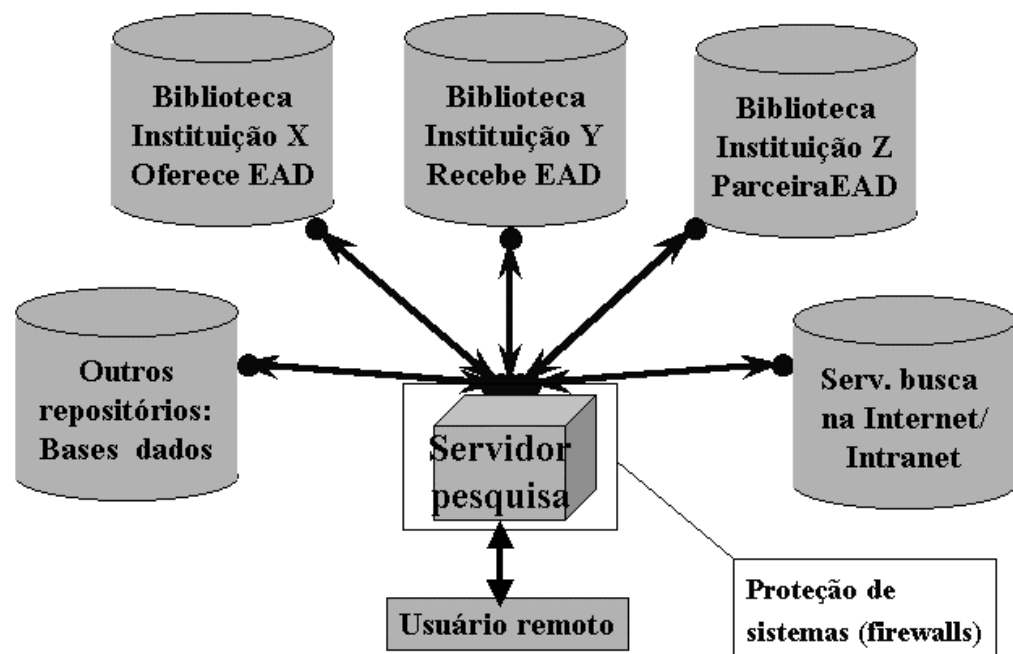 Biblioteca
Instituição X
Oferece EAD
Biblioteca
Instituição Y
Recebe EAD
Biblioteca
Instituição Z
ParceiraEAD
Outros
repositórios:
Bases dados
Serv. busca
na Internet/
Intranet
Servidor
pesquisa
Usuário remoto
Proteção de
sistemas (firewalls)